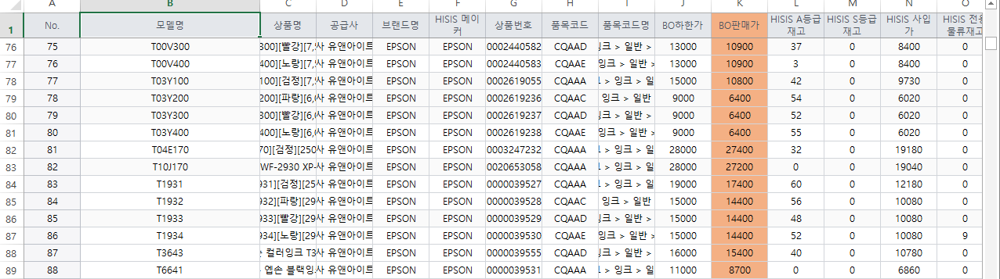 A B C D E F G H I J K L M N O
1 No. 모델명 상품명 공급사 브랜드명 HISIS 메이커 상품번호 품목코드 품목코드명 BO하한가 BO판매가 HISIS A등급 재고 HISIS S등급 재고 HISIS 사입가 HISIS 전용 물류재고
76 75 T00V300 300][빨강][7, 사 유앤아이트 EPSON EPSON 0002440582 CQAAD 잉크 > 일반 > 13000 10900 37 0 8400 0
77 76 T00V400 400][노랑][7, 사 유앤아이트 EPSON EPSON 0002440583 CQAAE 잉크 > 일반 > 13000 10900 3 0 8400 0
78 77 T03Y100 100][검정][7, 사 유앤아이트 EPSON EPSON 0002619055 CQAAA 크 > 잉크 > 일 15000 10800 42 0 9730 0
79 78 T03Y200 200][파랑][6, 사 유앤아이트 EPSON EPSON 0002619236 CQAAC 잉크 > 일반 9000 6400 54 0 6020 0
80 79 T03Y300 300][빨강][6, 사 유앤아이트 EPSON EPSON 0002619237 CQAAD 잉크 > 일반 > 9000 6400 52 0 6020 0
81 80 T03Y400 400][노랑][6, 사 유앤아이트 EPSON EPSON 0002619238 CQAAE 잉크 > 일반 > 9000 6400 55 0 6020 0
82 81 T04E170 70][검정][250 사 유앤아이트 EPSON EPSON 0003247232 CQAAA > 잉크 > 일 28000 27400 32 0 19180 0
83 82 T10J170 WF-2930 XP- 사 유앤아이트 EPSON EPSON 0020653058 CQAAA > 잉크 > 일 28000 27200 0 0 19040 0
84 83 T1931 931][검정][25 사 유앤아이트 EPSON EPSON 0000039527 CQAAA > 잉크 > 일 19000 17400 60 0 12180 0
85 84 T1932 932][파랑][29 사 유앤아이트 EPSON EPSON 0000039528 CQAAC 잉크 > 일반 15000 14400 56 0 10080 0
86 85 T1933 933][빨강][29 사 유앤아이트 EPSON EPSON 0000039529 CQAAD 잉크 > 일반 > 15000 14400 48 0 10080 0
87 86 T1934 934][노랑][29 사 유앤아이트 EPSON EPSON 0000039530 CQAAE 잉크 > 일반 > 15000 14400 52 0 10080 9
88 87 T3643 컬러잉크 T3 사 유앤아이트 EPSON EPSON 0000039555 CQAAD 잉크 > 일반 > 16000 15400 40 0 10780 0
89 88 T6641 엡손 블랙잉 사 유앤아이트 EPSON EPSON 0000039531 CQAAA > 잉크 > 일 11000 8700 0 0 6860 0